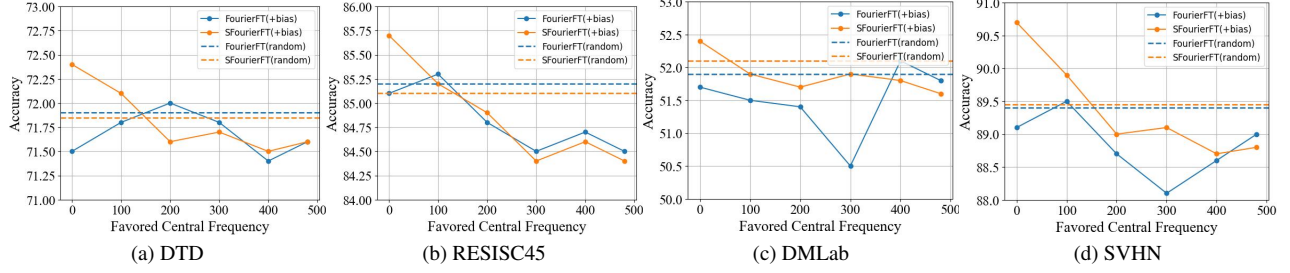 73.00
72.75
72.50
72.25
72.00
71.75
71.50
71.25
71.00
Accuracy
FourierFT(+bias)
SFourierFT(+bias)
FourierFT(random)
SFourierFT(random)
0 100 200 300 400 500
Favored Central Frequency
(a) DTD
86.00
85.75
85.50
85.25
85.00
84.75
84.50
84.25
84.00
Accuracy
FourierFT(+bias)
SFourierFT(+bias)
FourierFT(random)
SFourierFT(random)
0 100 200 300 400 500
Favored Central Frequency
(b) RESISC45
53.0
52.5
52.0
51.5
51.0
50.5
50.0
Accuracy
FourierFT(+bias)
SFourierFT(+bias)
FourierFT(random)
SFourierFT(random)
0 100 200 300 400 500
Favored Central Frequency
(c) DMLab
91.0
90.5
90.0
89.5
89.0
88.5
88.0
Accuracy
FourierFT(+bias)
SFourierFT(+bias)
FourierFT(random)
SFourierFT(random)
0 100 200 300 400 500
Favored Central Frequency
(d) SVHN